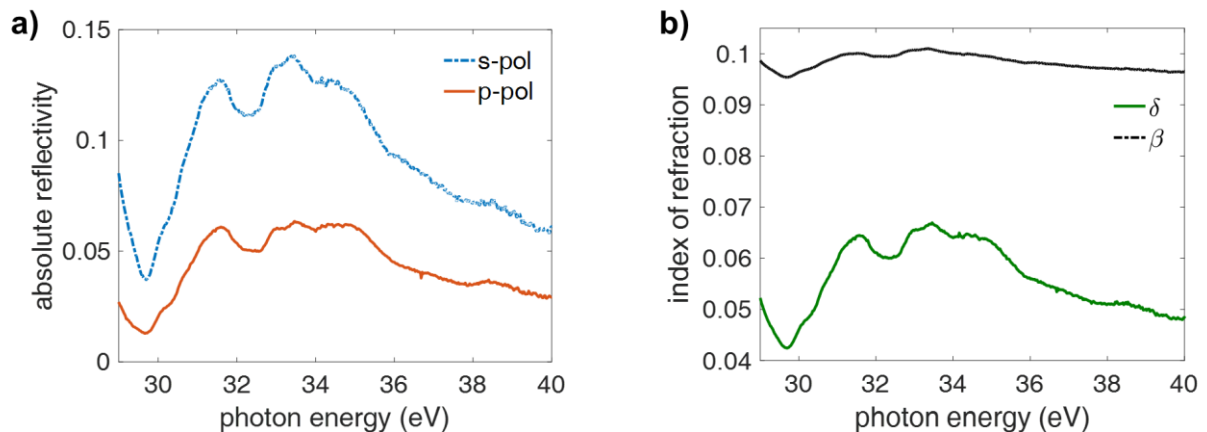 a)
absolute reflectivity
0.15
0.1
0.05
0
s-pol
p-pol
30 32 34 36 38 40
photon energy (eV)
b)
index of refraction
0.1
0.09
0.08
0.07
0.06
0.05
0.04
δ
β
30 32 34 36 38 40
photon energy (eV)